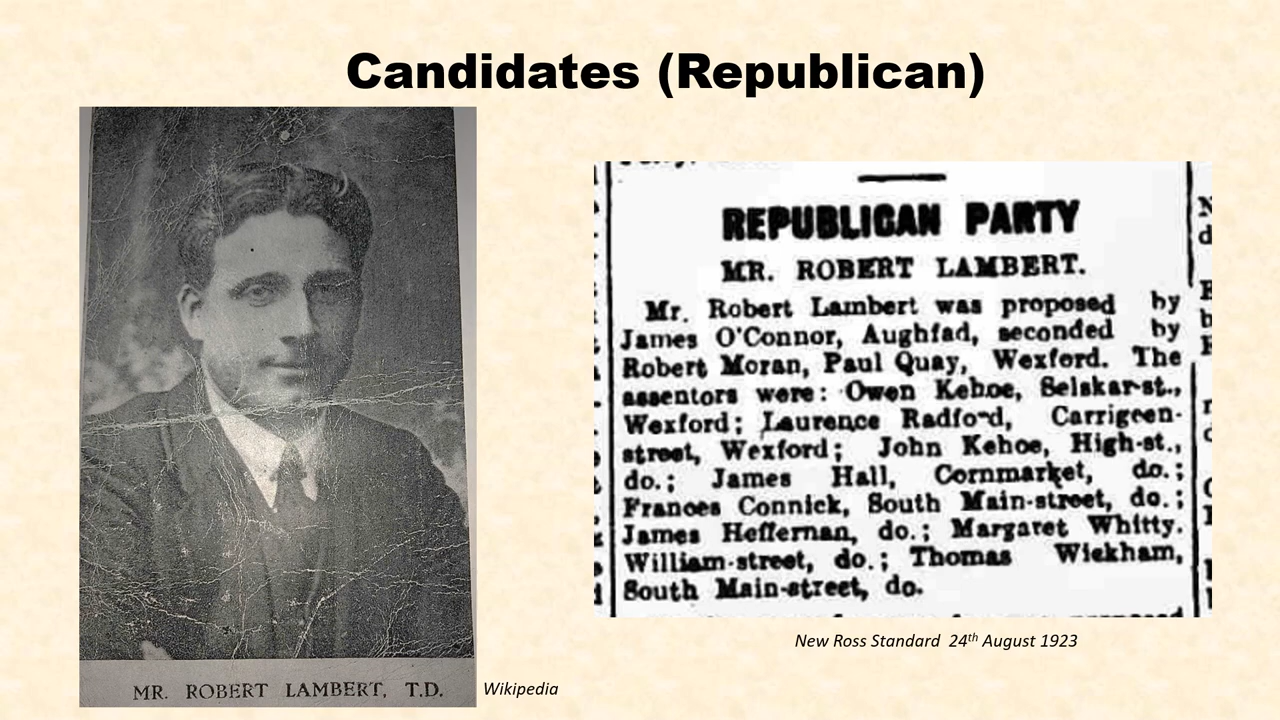 Candidates (Republican)
MR. ROBERT LAMBERT, T.D.
Wikipedia
REPUBLICAN PARTY
MR. ROBERT LAMBERT.
Mr. Robert Lambert was proposed by
James O'Connor, Aughfad, seconded by
Robert Moran, Paul Quay, Wexford. The
assentors were: Owen Kehoe, Selskar-st.,
Wexford; Laurence Radford, Carrigeen-
street, Wexford; John Kehoe, High-st.,
do.; James Hall, Cornmarket, do.;
Frances Connick, South Main-street, do.;
James Heffernan, do.; Margaret Whitty.
William-street, do.; Thomas Wickham,
South Main-street, do.
New Ross Standard 24th August 1923